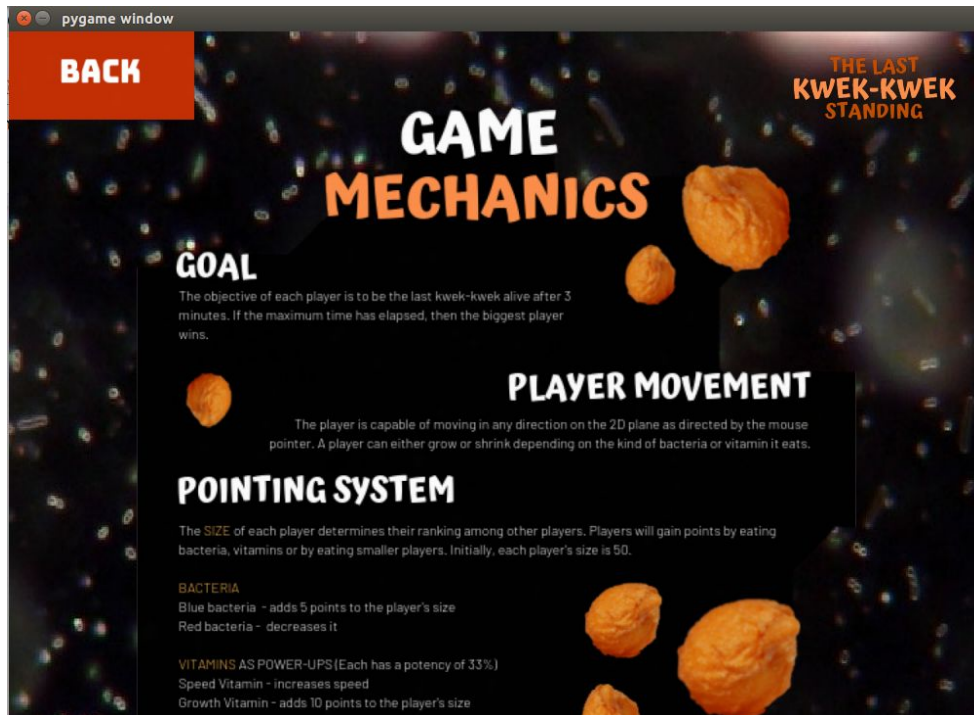 pygame window
BACK
THE LAST
KWEK-KWEK
STANDING
GAME
MECHANICS
GOAL
The objective of each player is to be the last kwek-kwek alive after 3
minutes. If the maximum time has elapsed, then the biggest player
wins.
PLAYER MOVEMENT
The player is capable of moving in any direction on the 2D plane as directed by the mouse
pointer. A player can either grow or shrink depending on the kind of bacteria or vitamin it eats.
POINTING SYSTEM
The SIZE of each player determines their ranking among other players. Players will gain points by eating
bacteria, vitamins or by eating smaller players. Initially, each player's size is 50.
BACTERIA
Blue bacteria - adds 5 points to the player's size
Red bacteria - decreases it
VITAMINS AS POWER-UPS (Each has a potency of 33%)
Speed Vitamin - increases speed
Growth Vitamin - adds 10 points to the player's size